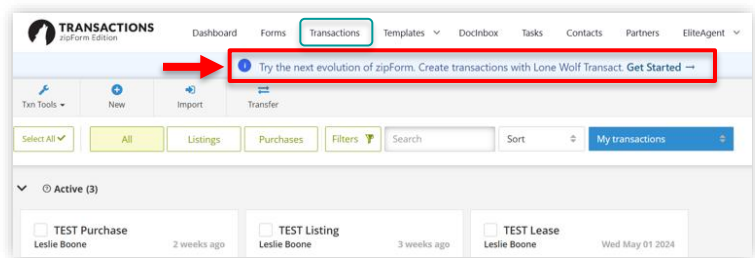 TRANSACTIONS
zipForm Edition
Dashboard Forms Transactions Templates DocInbox Tasks Contacts Partners EliteAgent
Try the next evolution of zipForm. Create transactions with Lone Wolf Transact. Get Started →
Txn Tools New Import Transfer
Select All All Listings Purchases Filters Search Sort My transactions
Active (3)
TEST Purchase TEST Listing TEST Lease
Leslie Boone 2 weeks ago Leslie Boone 3 weeks ago Leslie Boone Wed May 01 2024